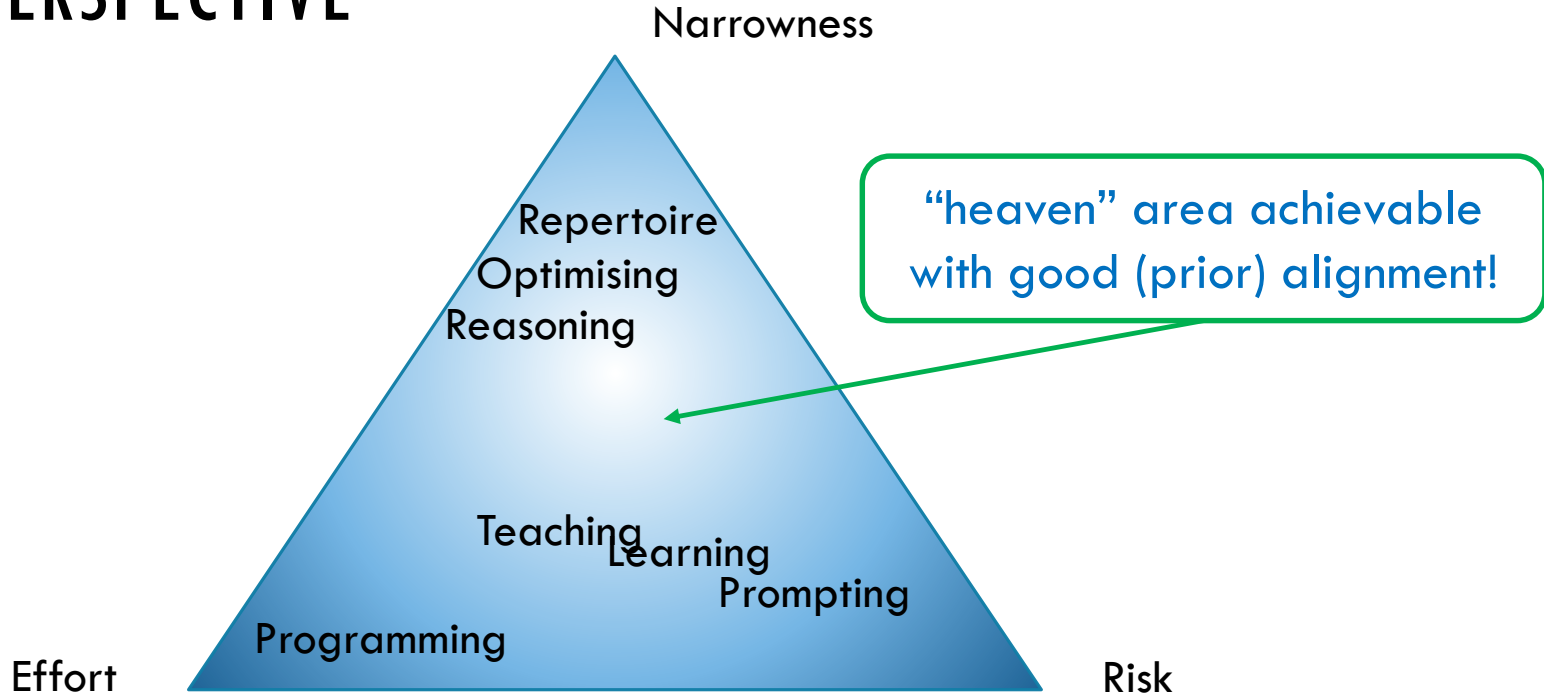 ERSPECTIVE
Narrowness
“heaven” area achievable
with good (prior) alignment!
Repertoire
Optimising
Reasoning
Teaching
Learning
Prompting
Programming
Effort
Risk